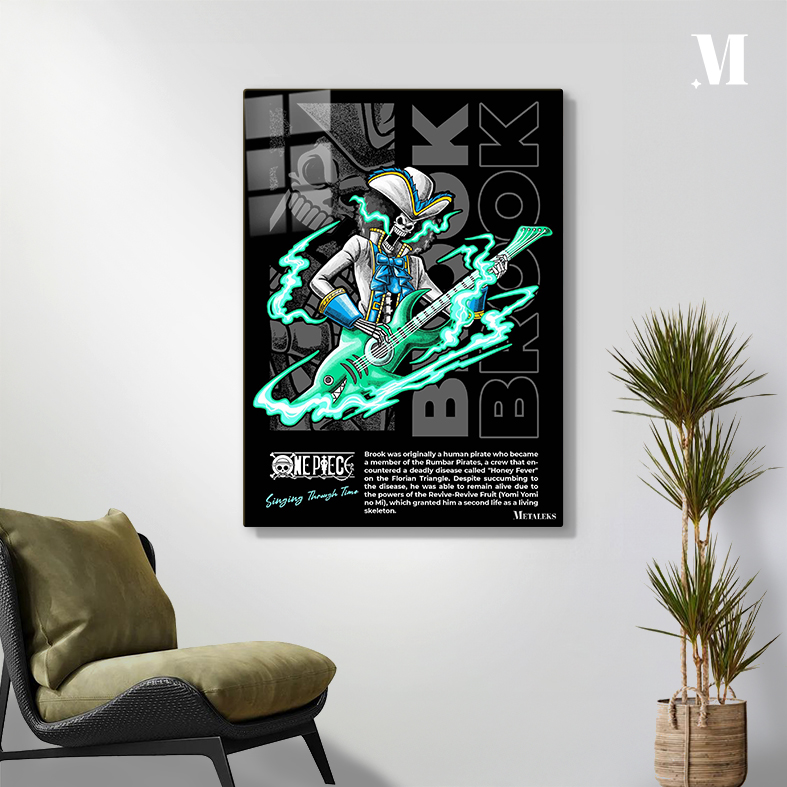 M
BROOK
BROOK
ONE PIECE
Singing Through Time
Brook was originally a human pirate who became
a member of the Rumbar Pirates, a crew that en-
countered a deadly disease called "Honey Fever"
on the Florian Triangle. Despite succumbing to
the disease, he was able to remain alive due to
the powers of the Revive-Revive Fruit (Yomi Yomi
no Mi), which granted him a second life as a living
skeleton.
METALEKS